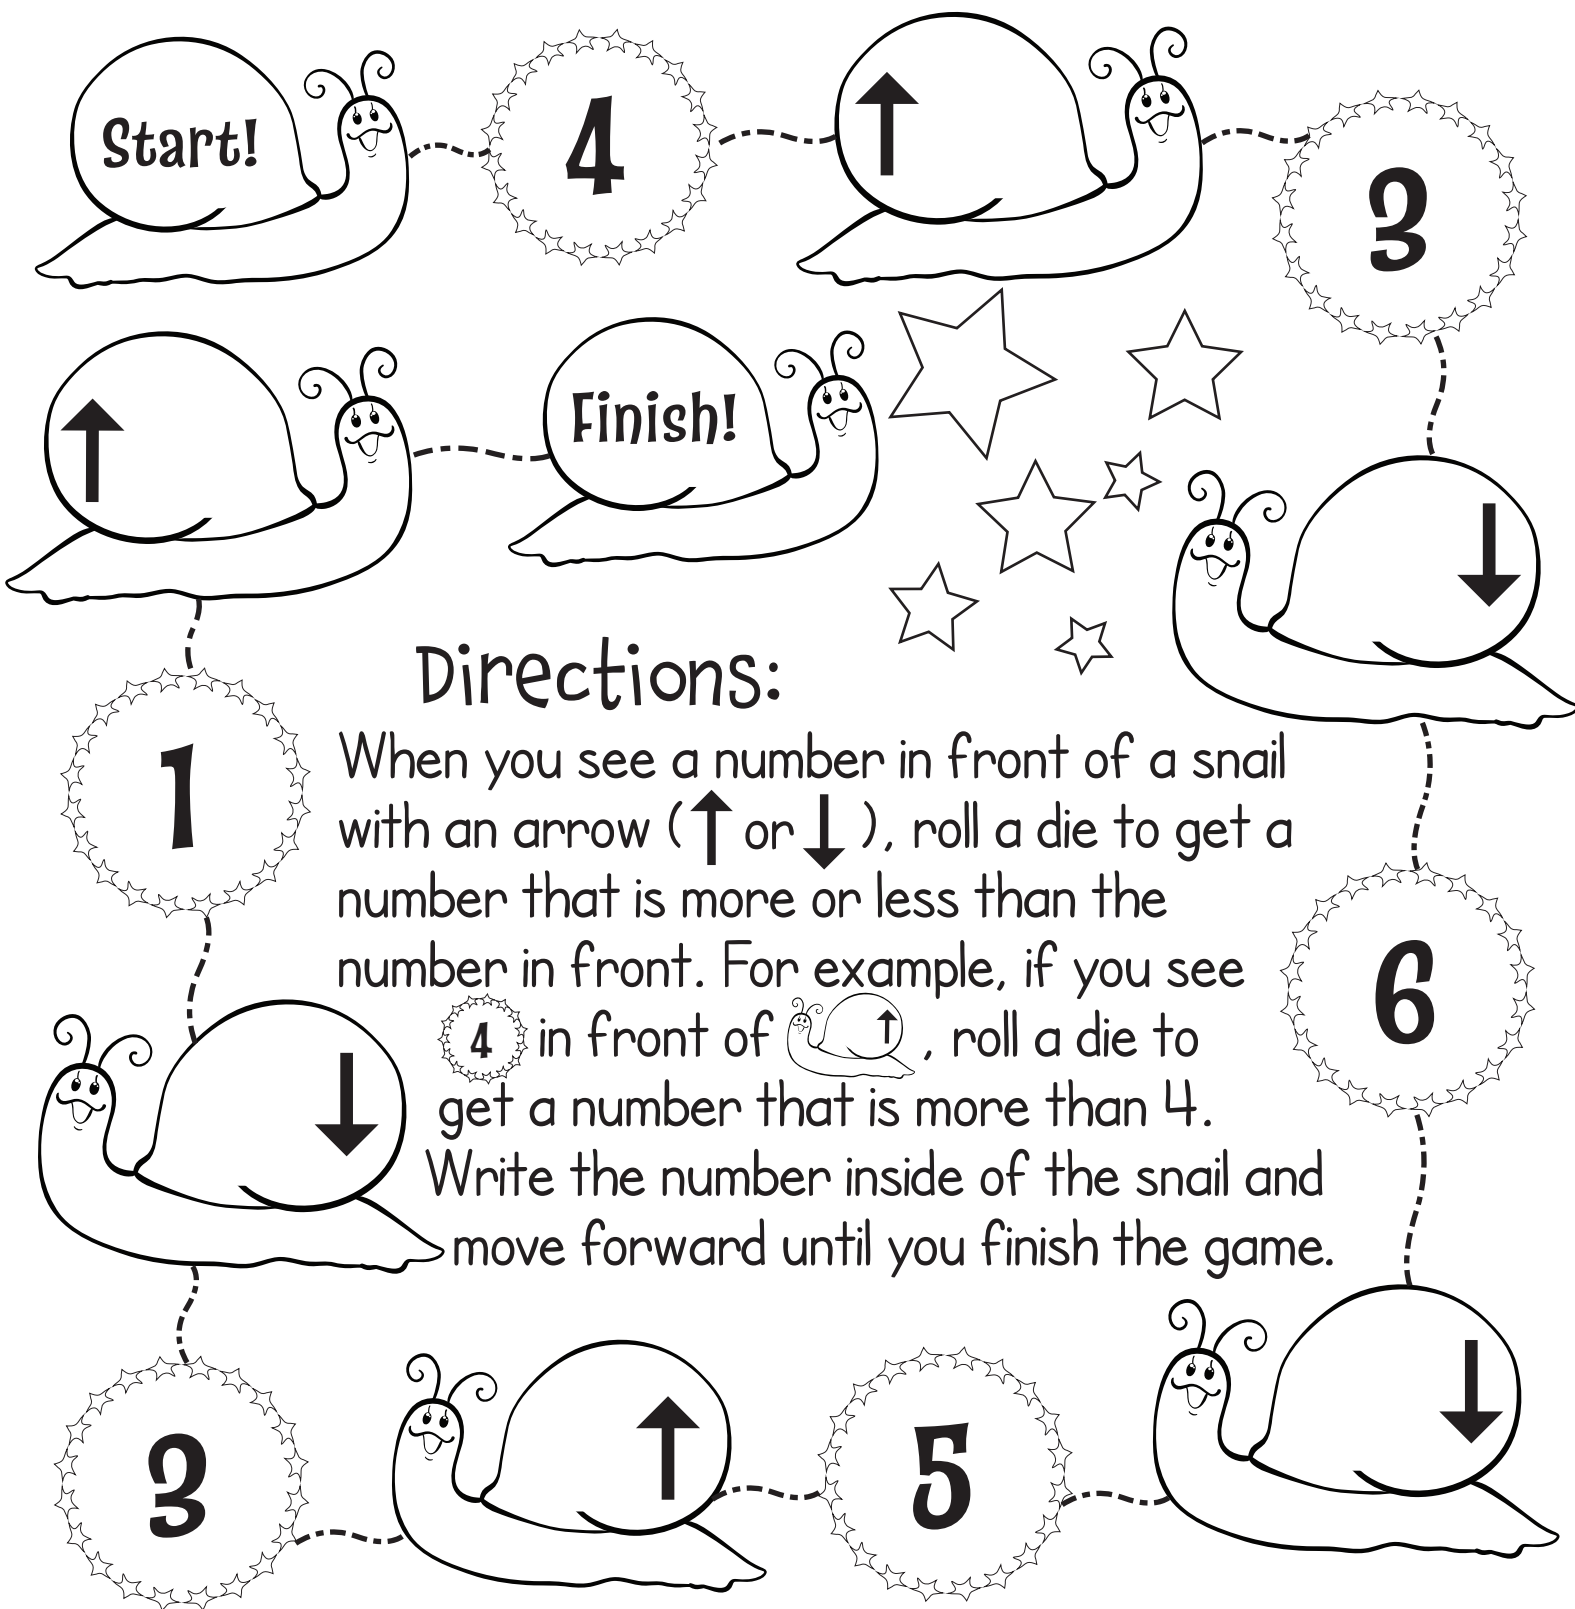 Start!
4
↑
3
↑
Finish!
↓
Directions:
When you see a number in front of a snail
with an arrow (↑ or ↓), roll a die to get a
number that is more or less than the
number in front. For example, if you see
4 in front of ↑, roll a die to
get a number that is more than 4.
Write the number inside of the snail and
move forward until you finish the game.
1
6
↓
3
↑
5
↓